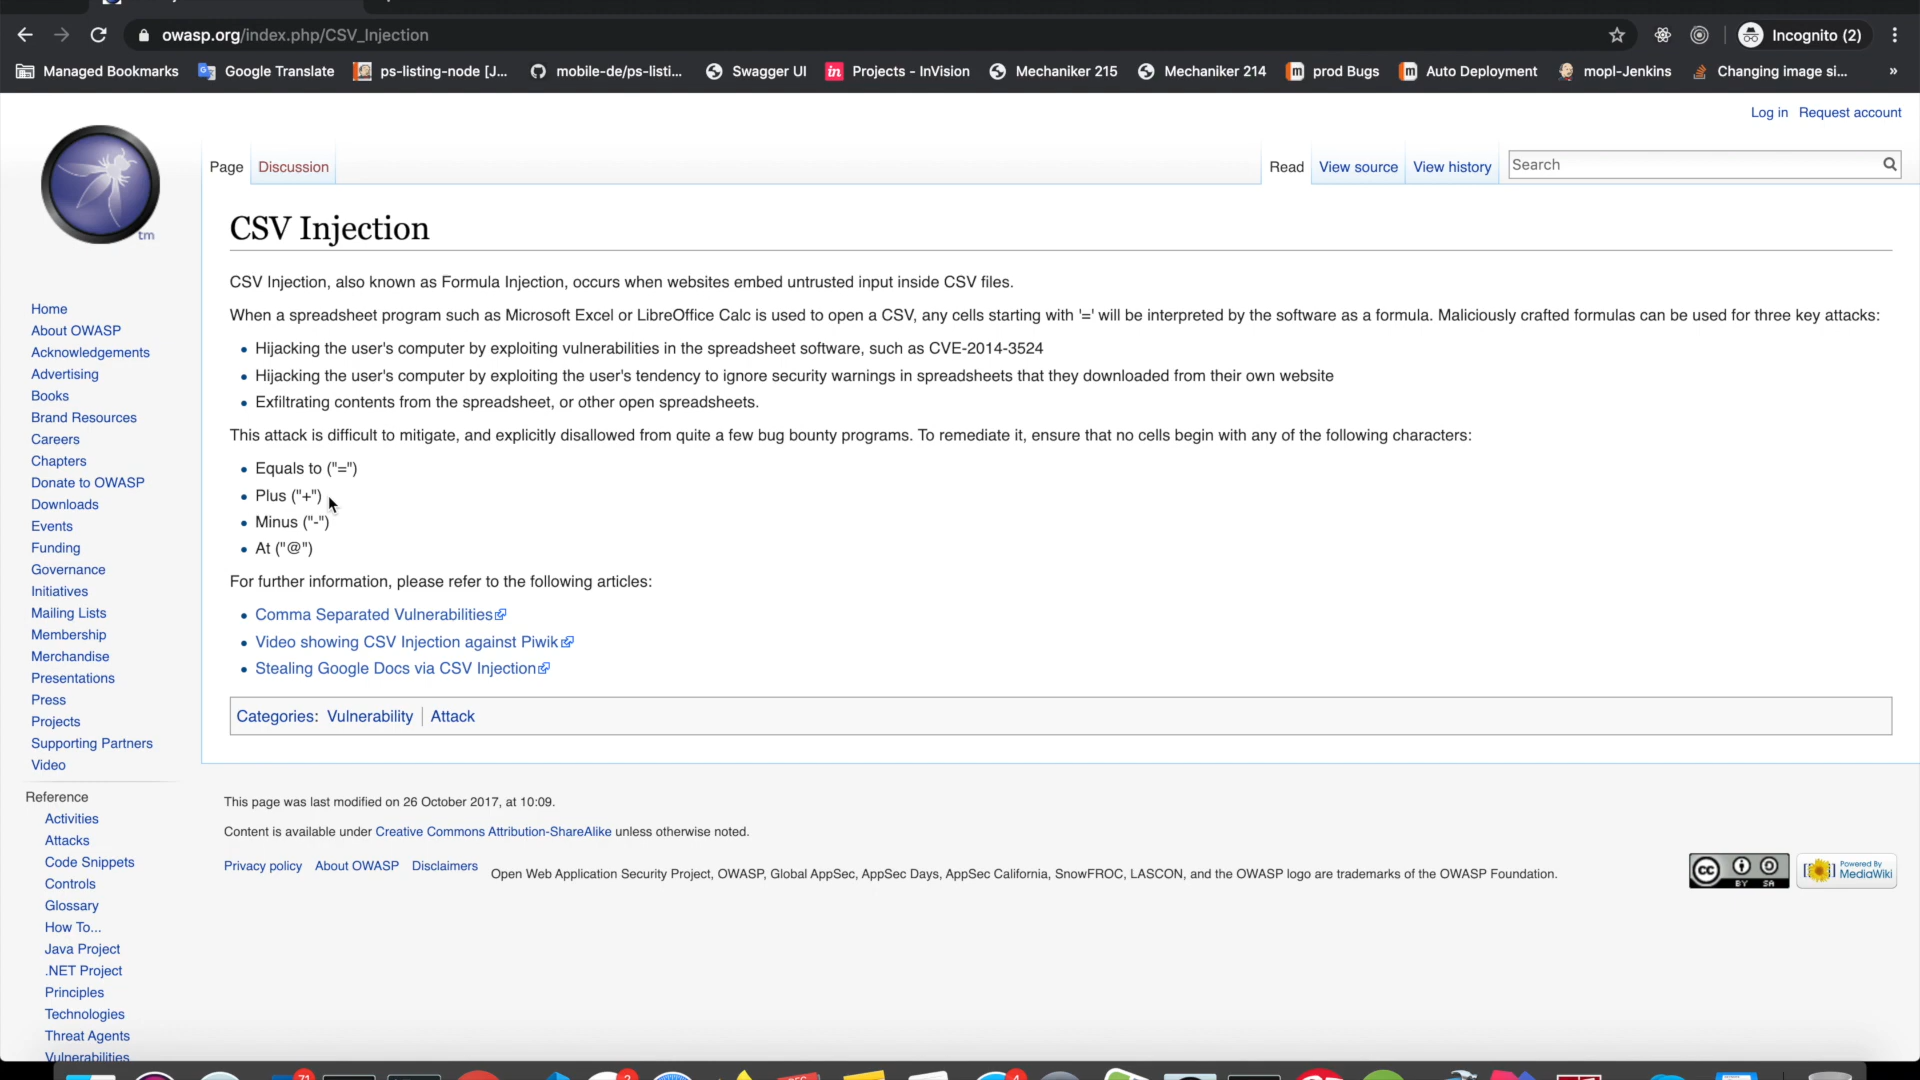 owasp.org/index.php/CSV_Injection
Incognito (2)
Managed Bookmarks
Google Translate
ps-listing-node [J...
mobile-de/ps-listi...
Swagger UI
Projects - InVision
Mechaniker 215
Mechaniker 214
prod Bugs
Auto Deployment
mopl-Jenkins
Changing image si...
»
Log in Request account
tm
Page Discussion
Read View source View history
Search
CSV Injection
CSV Injection, also known as Formula Injection, occurs when websites embed untrusted input inside CSV files.
When a spreadsheet program such as Microsoft Excel or LibreOffice Calc is used to open a CSV, any cells starting with '=' will be interpreted by the software as a formula. Maliciously crafted formulas can be used for three key attacks:
• Hijacking the user's computer by exploiting vulnerabilities in the spreadsheet software, such as CVE-2014-3524
• Hijacking the user's computer by exploiting the user's tendency to ignore security warnings in spreadsheets that they downloaded from their own website
• Exfiltrating contents from the spreadsheet, or other open spreadsheets.
This attack is difficult to mitigate, and explicitly disallowed from quite a few bug bounty programs. To remediate it, ensure that no cells begin with any of the following characters:
• Equals to ("=")
• Plus ("+")
• Minus ("-")
• At ("@")
For further information, please refer to the following articles:
• Comma Separated Vulnerabilities
• Video showing CSV Injection against Piwik
• Stealing Google Docs via CSV Injection
Categories: Vulnerability | Attack
This page was last modified on 26 October 2017, at 10:09.
Content is available under Creative Commons Attribution-ShareAlike unless otherwise noted.
Privacy policy About OWASP Disclaimers
Open Web Application Security Project, OWASP, Global AppSec, AppSec Days, AppSec California, SnowFROC, LASCON, and the OWASP logo are trademarks of the OWASP Foundation.
cc BY SA
Powered By
MediaWiki
Home
About OWASP
Acknowledgements
Advertising
Books
Brand Resources
Careers
Chapters
Donate to OWASP
Downloads
Events
Funding
Governance
Initiatives
Mailing Lists
Membership
Merchandise
Presentations
Press
Projects
Supporting Partners
Video
Reference
Activities
Attacks
Code Snippets
Controls
Glossary
How To...
Java Project
.NET Project
Principles
Technologies
Threat Agents
Vulnerabilities
71
2
4